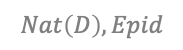 Nat(D), Epid